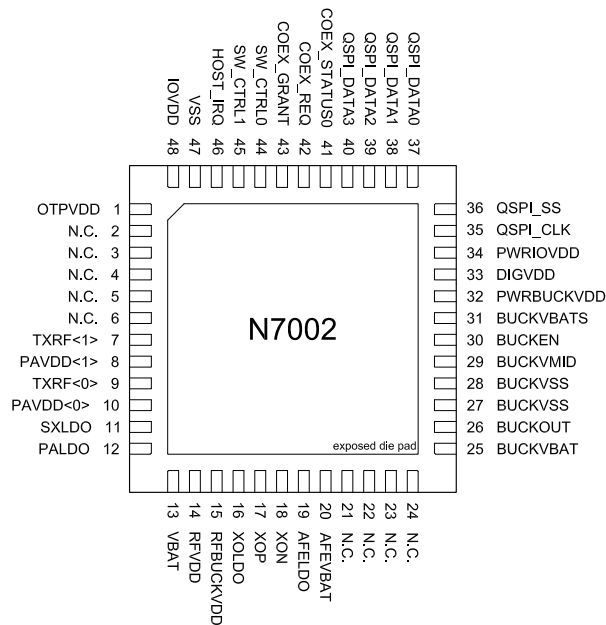 IOVDD 48
VSS 47
HOST_IRQ 46
SW_CTRL1 45
SW_CTRL0 44
COEX_GRANT 43
COEX_REQ 42
COEX_STATUS0 41
QSPI_DATA3 40
QSPI_DATA2 39
QSPI_DATA1 38
QSPI_DATA0 37
OTPVDD 1
N.C. 2
N.C. 3
N.C. 4
N.C. 5
N.C. 6
TXRF<1> 7
PAVDD<1> 8
TXRF<0> 9
PAVDD<0> 10
SXLDO 11
PALDO 12
N7002
exposed die pad
36 QSPI_SS
35 QSPI_CLK
34 PWRIOVDD
33 DIGVDD
32 PWRBUCKVDD
31 BUCKVBATS
30 BUCKEN
29 BUCKVMID
28 BUCKVSS
27 BUCKVSS
26 BUCKOUT
25 BUCKVBAT
13 VBAT
14 RFVDD
15 RFBUCKVDD
16 XOLDO
17 XOP
18 XON
19 AFELDO
20 AFEVBAT
21 N.C.
22 N.C.
23 N.C.
24 N.C.